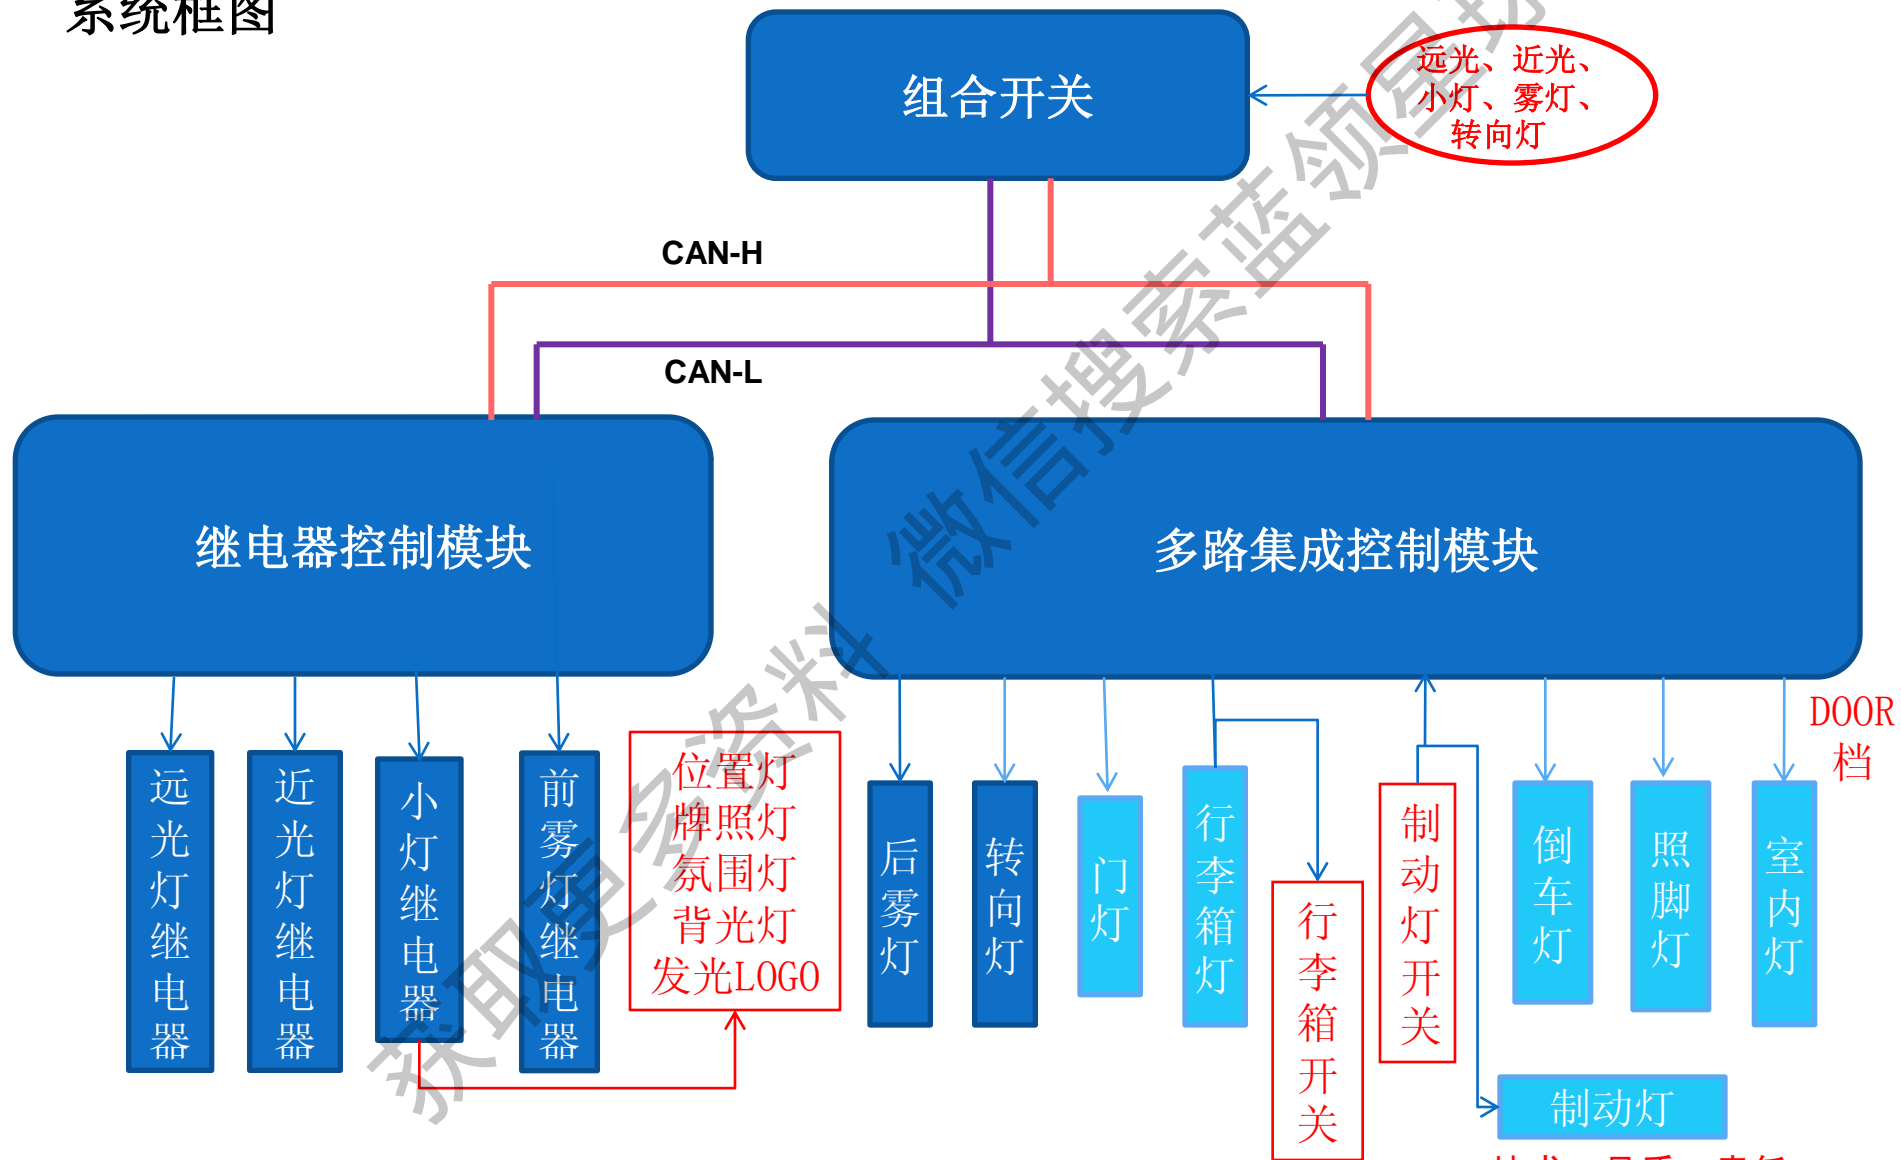 系统框图
组合开关
远光、近光、
小灯、雾灯、
转向灯
CAN-H
CAN-L
继电器控制模块
多路集成控制模块
DOOR
档
远光灯继电器
近光灯继电器
小灯继电器
前雾灯继电器
位置灯
牌照灯
氛围灯
背光灯
发光LOGO
后雾灯
转向灯
门灯
行李箱灯
行李箱开关
制动灯开关
倒车灯
照脚灯
室内灯
制动灯
获取更多资料 微信搜索蓝领星球